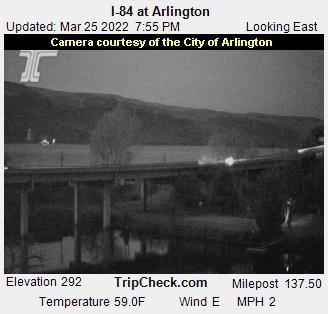 I-84 at Arlington
Updated: Mar 25 2022 7:55 PM Looking East
Camera courtesy of the City of Arlington
Elevation 292 TripCheck.com Milepost 137.50
Temperature 59.0F Wind E MPH 2